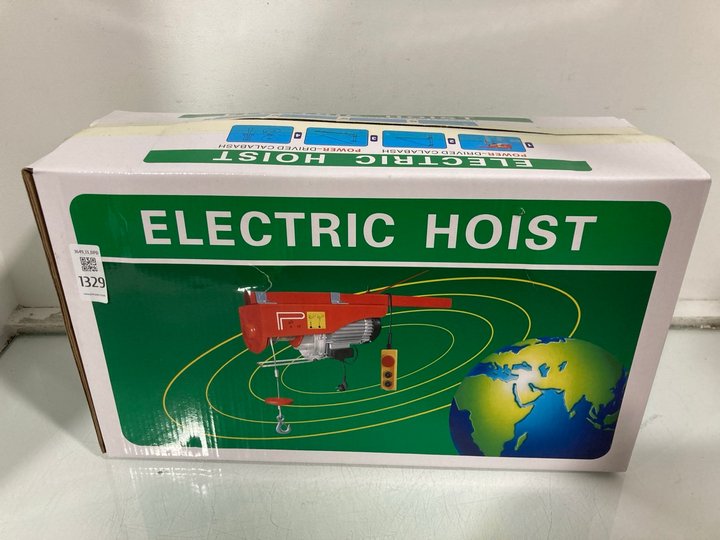 POWER-DRIVED CALABASH
POWER-DRIVED CALABASH
ELECTRIC HOIST
ELECTRIC HOIST
1329
P